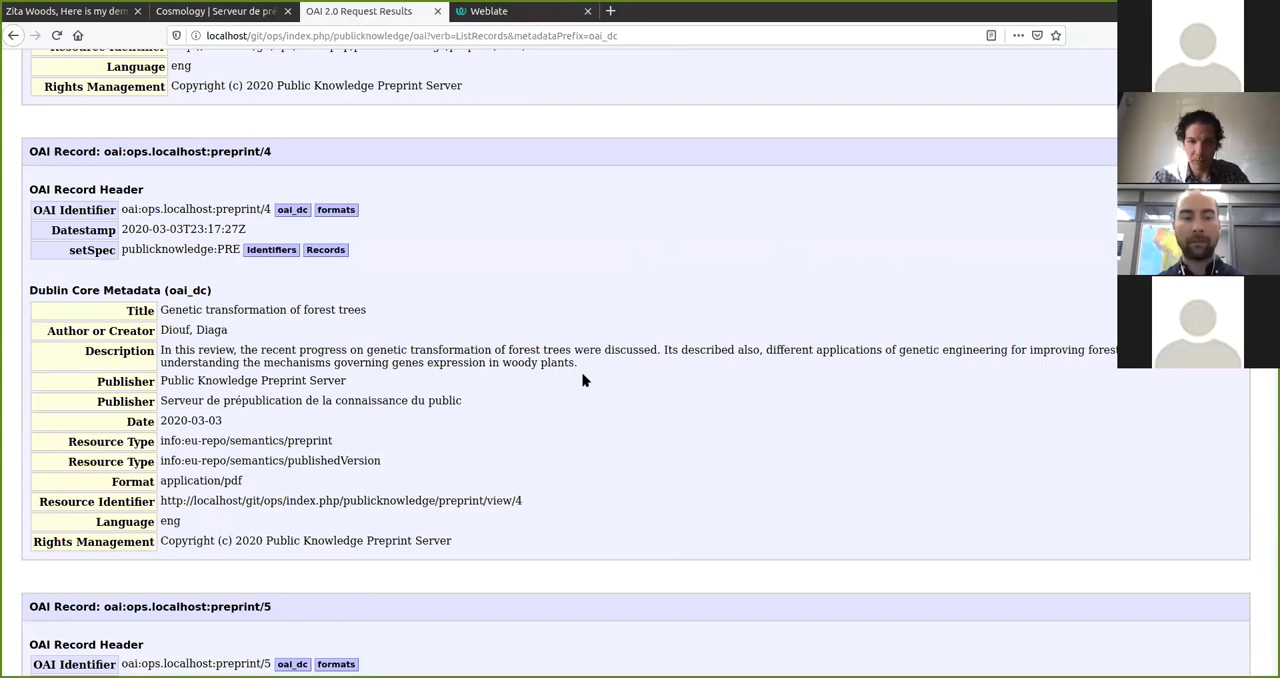 Zita Woods, Here is my dem
Cosmology | Serveur de pré
OAI 2.0 Request Results
Weblate
localhost/git/ops/index.php/publicknowledge/oai?verb=ListRecords&metadataPrefix=oai_dc
Language eng
Rights Management Copyright (c) 2020 Public Knowledge Preprint Server
OAI Record: oai:ops.localhost:preprint/4
OAI Record Header
OAI Identifier oai:ops.localhost:preprint/4 oai_dc formats
Datestamp 2020-03-03T23:17:27Z
setSpec publicknowledge:PRE Identifiers Records
Dublin Core Metadata (oai_dc)
Title Genetic transformation of forest trees
Author or Creator Diouf, Diaga
Description In this review, the recent progress on genetic transformation of forest trees were discussed. Its described also, different applications of genetic engineering for improving forest
understanding the mechanisms governing genes expression in woody plants.
Publisher Public Knowledge Preprint Server
Publisher Serveur de prépublication de la connaissance du public
Date 2020-03-03
Resource Type info:eu-repo/semantics/preprint
Resource Type info:eu-repo/semantics/publishedVersion
Format application/pdf
Resource Identifier http://localhost/git/ops/index.php/publicknowledge/preprint/view/4
Language eng
Rights Management Copyright (c) 2020 Public Knowledge Preprint Server
OAI Record: oai:ops.localhost:preprint/5
OAI Record Header
OAI Identifier oai:ops.localhost:preprint/5 oai_dc formats